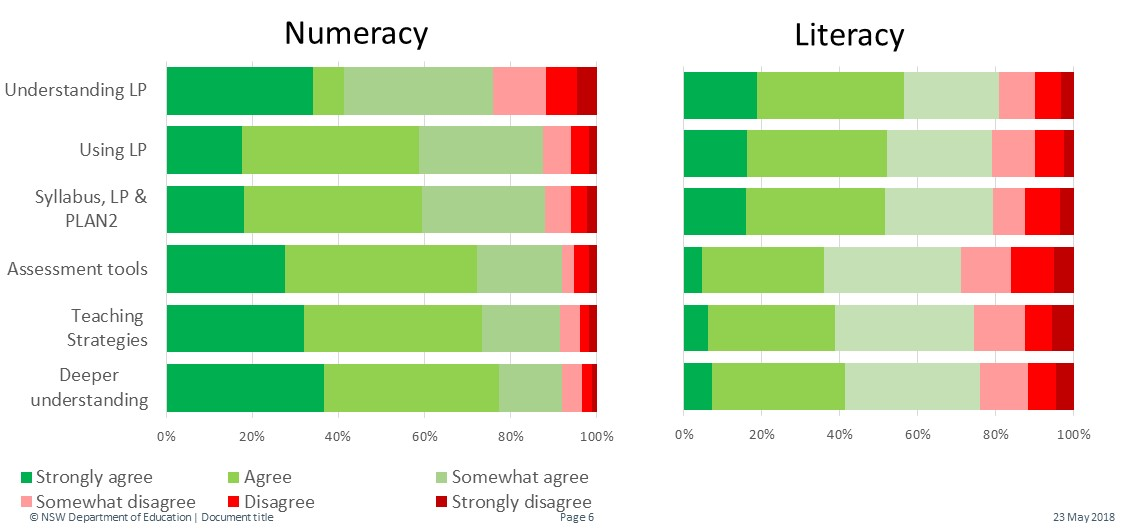 Numeracy
Literacy
Understanding LP
Using LP
Syllabus, LP &
PLAN2
Assessment tools
Teaching
Strategies
Deeper
understanding
0% 20% 40% 60% 80% 100%
0% 20% 40% 60% 80% 100%
Strongly agree Agree Somewhat agree
Somewhat disagree Disagree Strongly disagree
© NSW Department of Education | Document title Page 6 23 May 2018